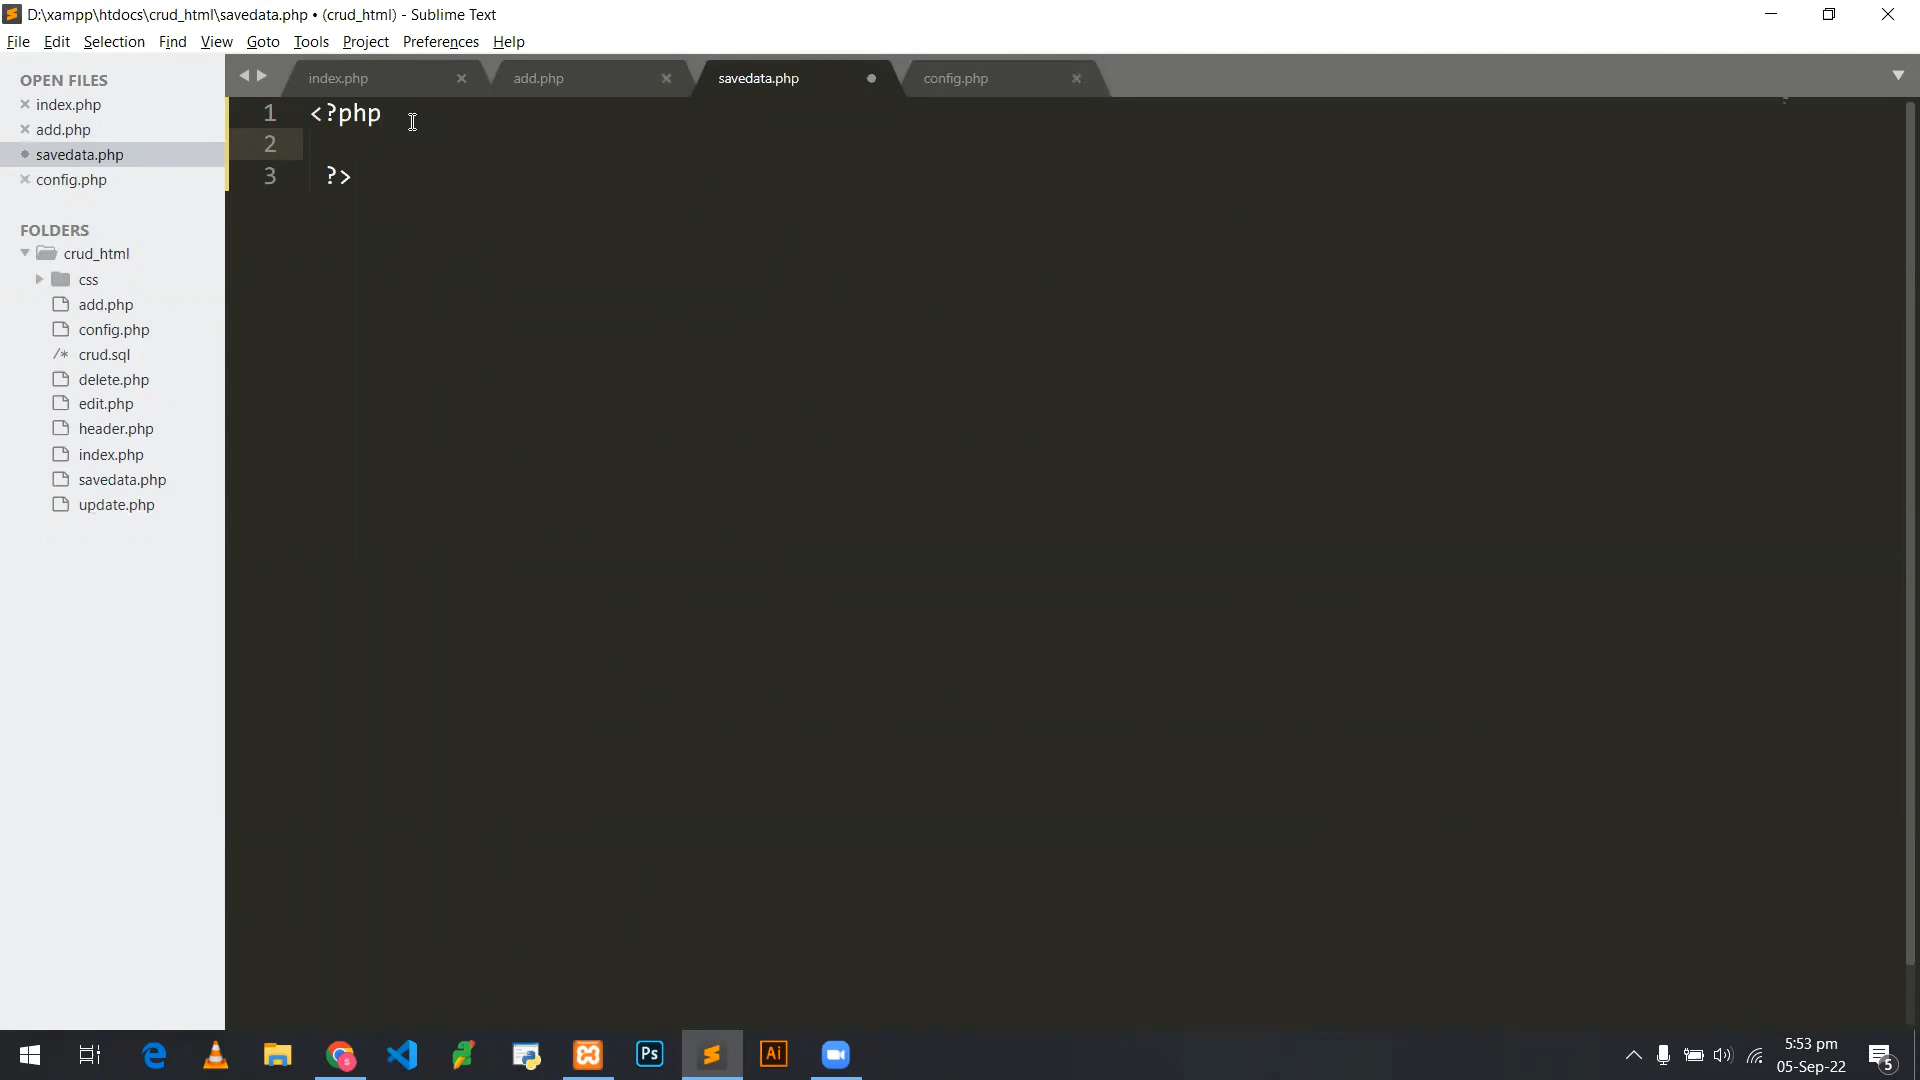 D:\xampp\htdocs\crud_html\savedata.php • (crud_html) - Sublime Text
File Edit Selection Find View Goto Tools Project Preferences Help
OPEN FILES
index.php
add.php
savedata.php
config.php
FOLDERS
crud_html
css
add.php
config.php
/* crud.sql
delete.php
edit.php
header.php
index.php
savedata.php
update.php
index.php add.php savedata.php config.php
1 <?php
2
3 ?>
Ps
Ai
5:53 pm
05-Sep-22
5